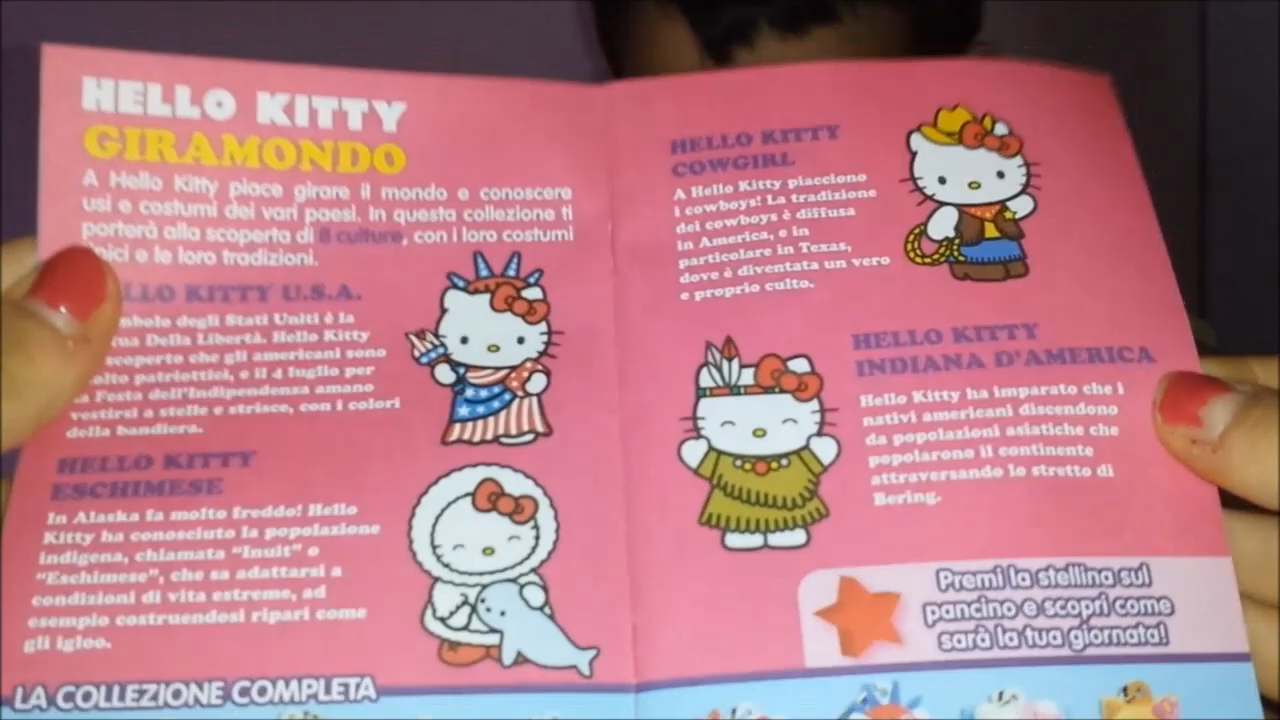 HELLO KITTY
GIRAMONDO
A Hello Kitty piace girare il mondo e conoscere
usi e costumi dei vari paesi. In questa collezione ti
porterà alla scoperta di 8 culture, con i loro costumi
e le loro tradizioni.
KITTY U.S.A.
degli Stati Uniti è la
Della Libertà. Hello Kitty
che gli americani sono
patriottici, e il 4 luglio per
Festa dell'Indipendenza amano
vestirsi a stelle e strisce, con i colori
della bandiera.
HELLO KITTY
ESCHIMESE
In Alaska fa molto freddo! Hello
Kitty ha conosciuto la popolazione
indigena, chiamata "Inuit" o
"Eschimese", che sa adattarsi a
condizioni di vita estreme, ad
esempio costruendosi ripari come
gli igloo.
LA COLLEZIONE COMPLETA
HELLO KITTY
COWGIRL
A Hello Kitty piacciono
i cowboys! La tradizione
dei cowboys è diffusa
in America, e in
particolare in Texas,
dove è diventata un vero
e proprio culto.
HELLO KITTY
INDIANA D'AMERICA
Hello Kitty ha imparato che i
nativi americani discendono
da popolazioni asiatiche che
popolarono il continente
attraversando lo stretto di
Bering.
Premi la stellina sul
pancino e scopri come
sarà la tua giornata!